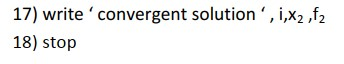 17) write ‘ convergent solution ‘ , i,x₂ ,f₂
18) stop